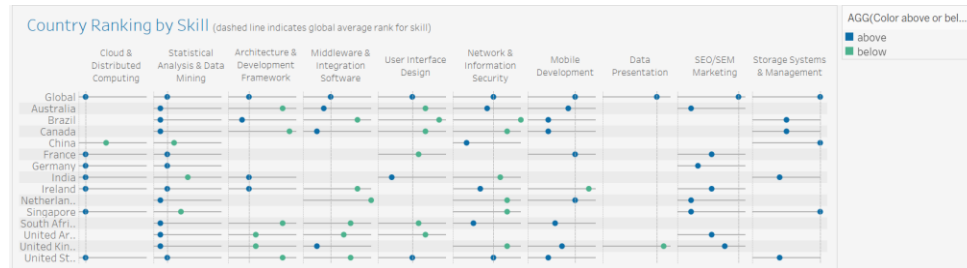 Country Ranking by Skill (dashed line indicates global average rank for skill)
AGG(Color above or bel...
above
below
Cloud & Distributed Computing
Statistical Analysis & Data Mining
Architecture & Development Framework
Middleware & Integration Software
User Interface Design
Network & Information Security
Mobile Development
Data Presentation
SEO/SEM Marketing
Storage Systems & Management
Global
Australia
Brazil
Canada
China
France
Germany
India
Ireland
Netherlan..
Singapore
South Afri..
United Ar..
United Kin..
United St..